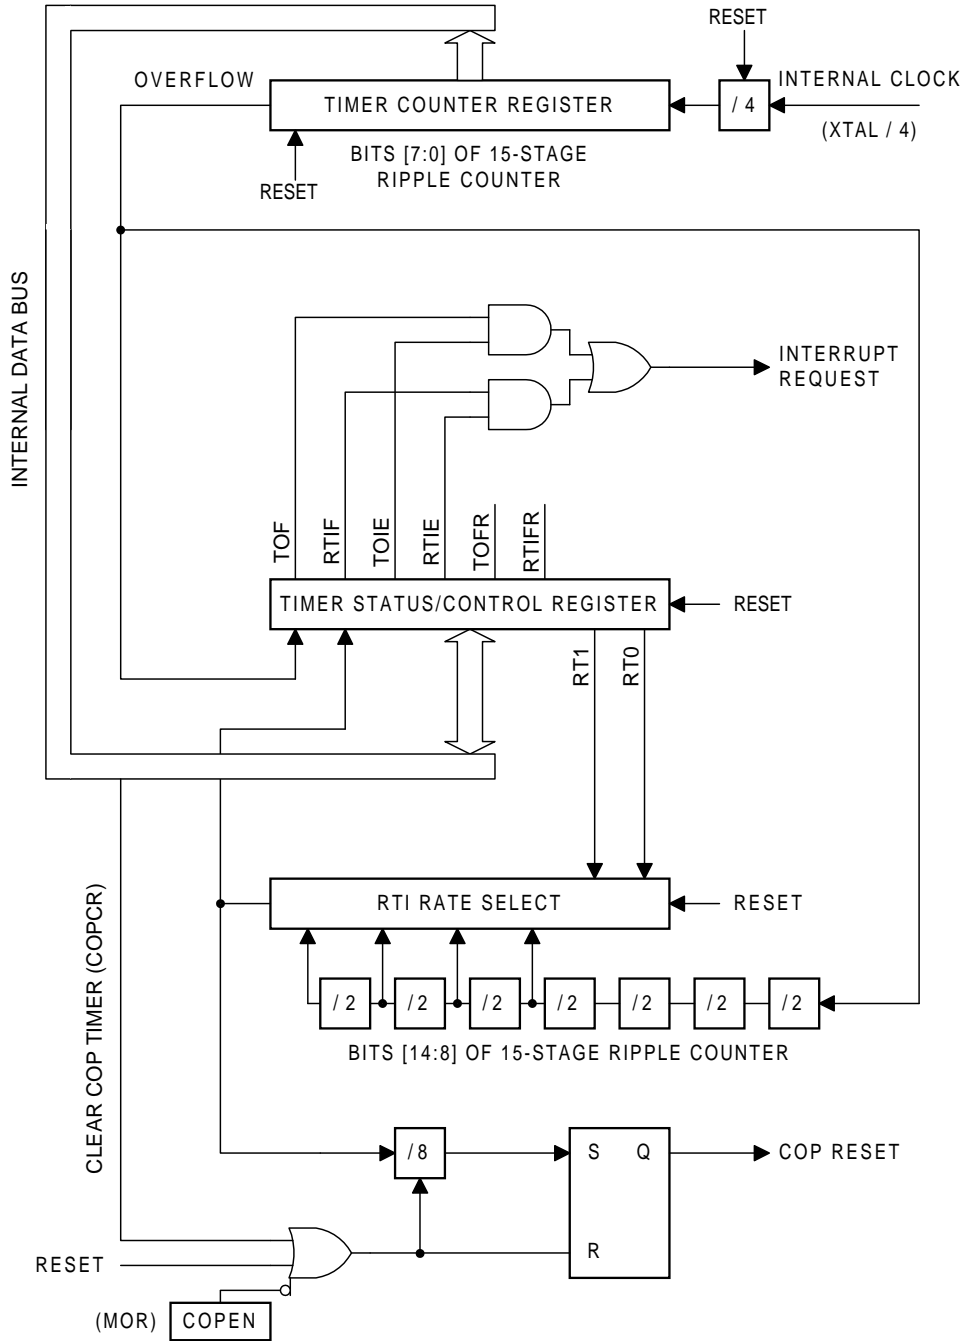 RESET
OVERFLOW
TIMER COUNTER REGISTER
/ 4
INTERNAL CLOCK
(XTAL / 4)
BITS [7:0] OF 15-STAGE
RIPPLE COUNTER
RESET
INTERNAL DATA BUS
INTERRUPT
REQUEST
TOF
RTIF
TOIE
RTIE
TOFR
RTIFR
TIMER STATUS/CONTROL REGISTER
RESET
RT1
RT0
RTI RATE SELECT
RESET
/ 2
/ 2
/ 2
/ 2
/ 2
/ 2
/ 2
BITS [14:8] OF 15-STAGE RIPPLE COUNTER
CLEAR COP TIMER (COPCR)
/ 8
S Q
COP RESET
R
RESET
(MOR)
COPEN